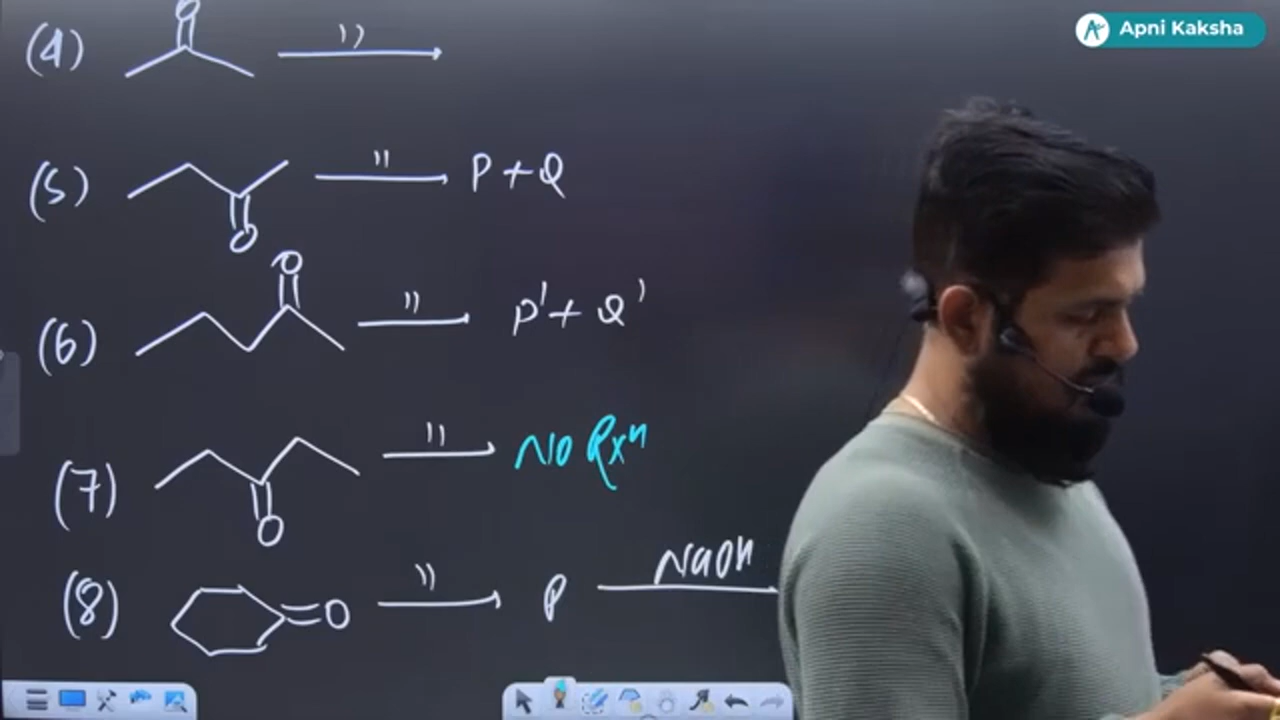 Apni Kaksha
(4) O ))
(5) O )) P + Q
(6) O )) P' + Q'
(7) O )) NO Rxn
(8) =O )) P NaOH